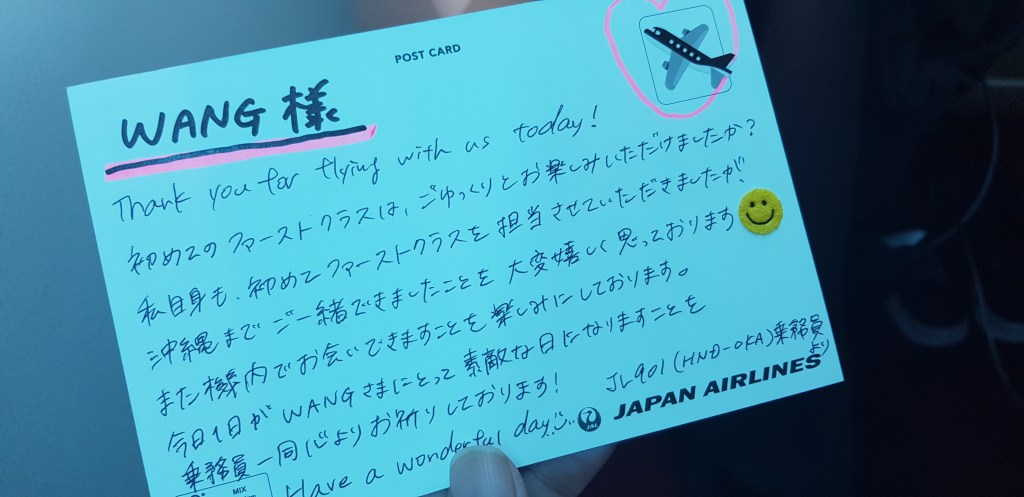 POST CARD
WANG 様
Thank you for flying with us today!
初めてのファーストクラスは、ごゆっくりとお楽しみいただけましたか?
私自身も、初めてファーストクラスを担当させていただきましたが、
沖縄までご一緒できましたことを大変嬉しく思っております
また機内でお会いできますことを楽しみにしております。
今日1日がWANGさまにとって素敵な日になりますことを
乗務員一同心よりお祈りしております!
Have a wonderful day
JL901 (HND-OKA)乗務員より
JAL
JAPAN AIRLINES
MIX